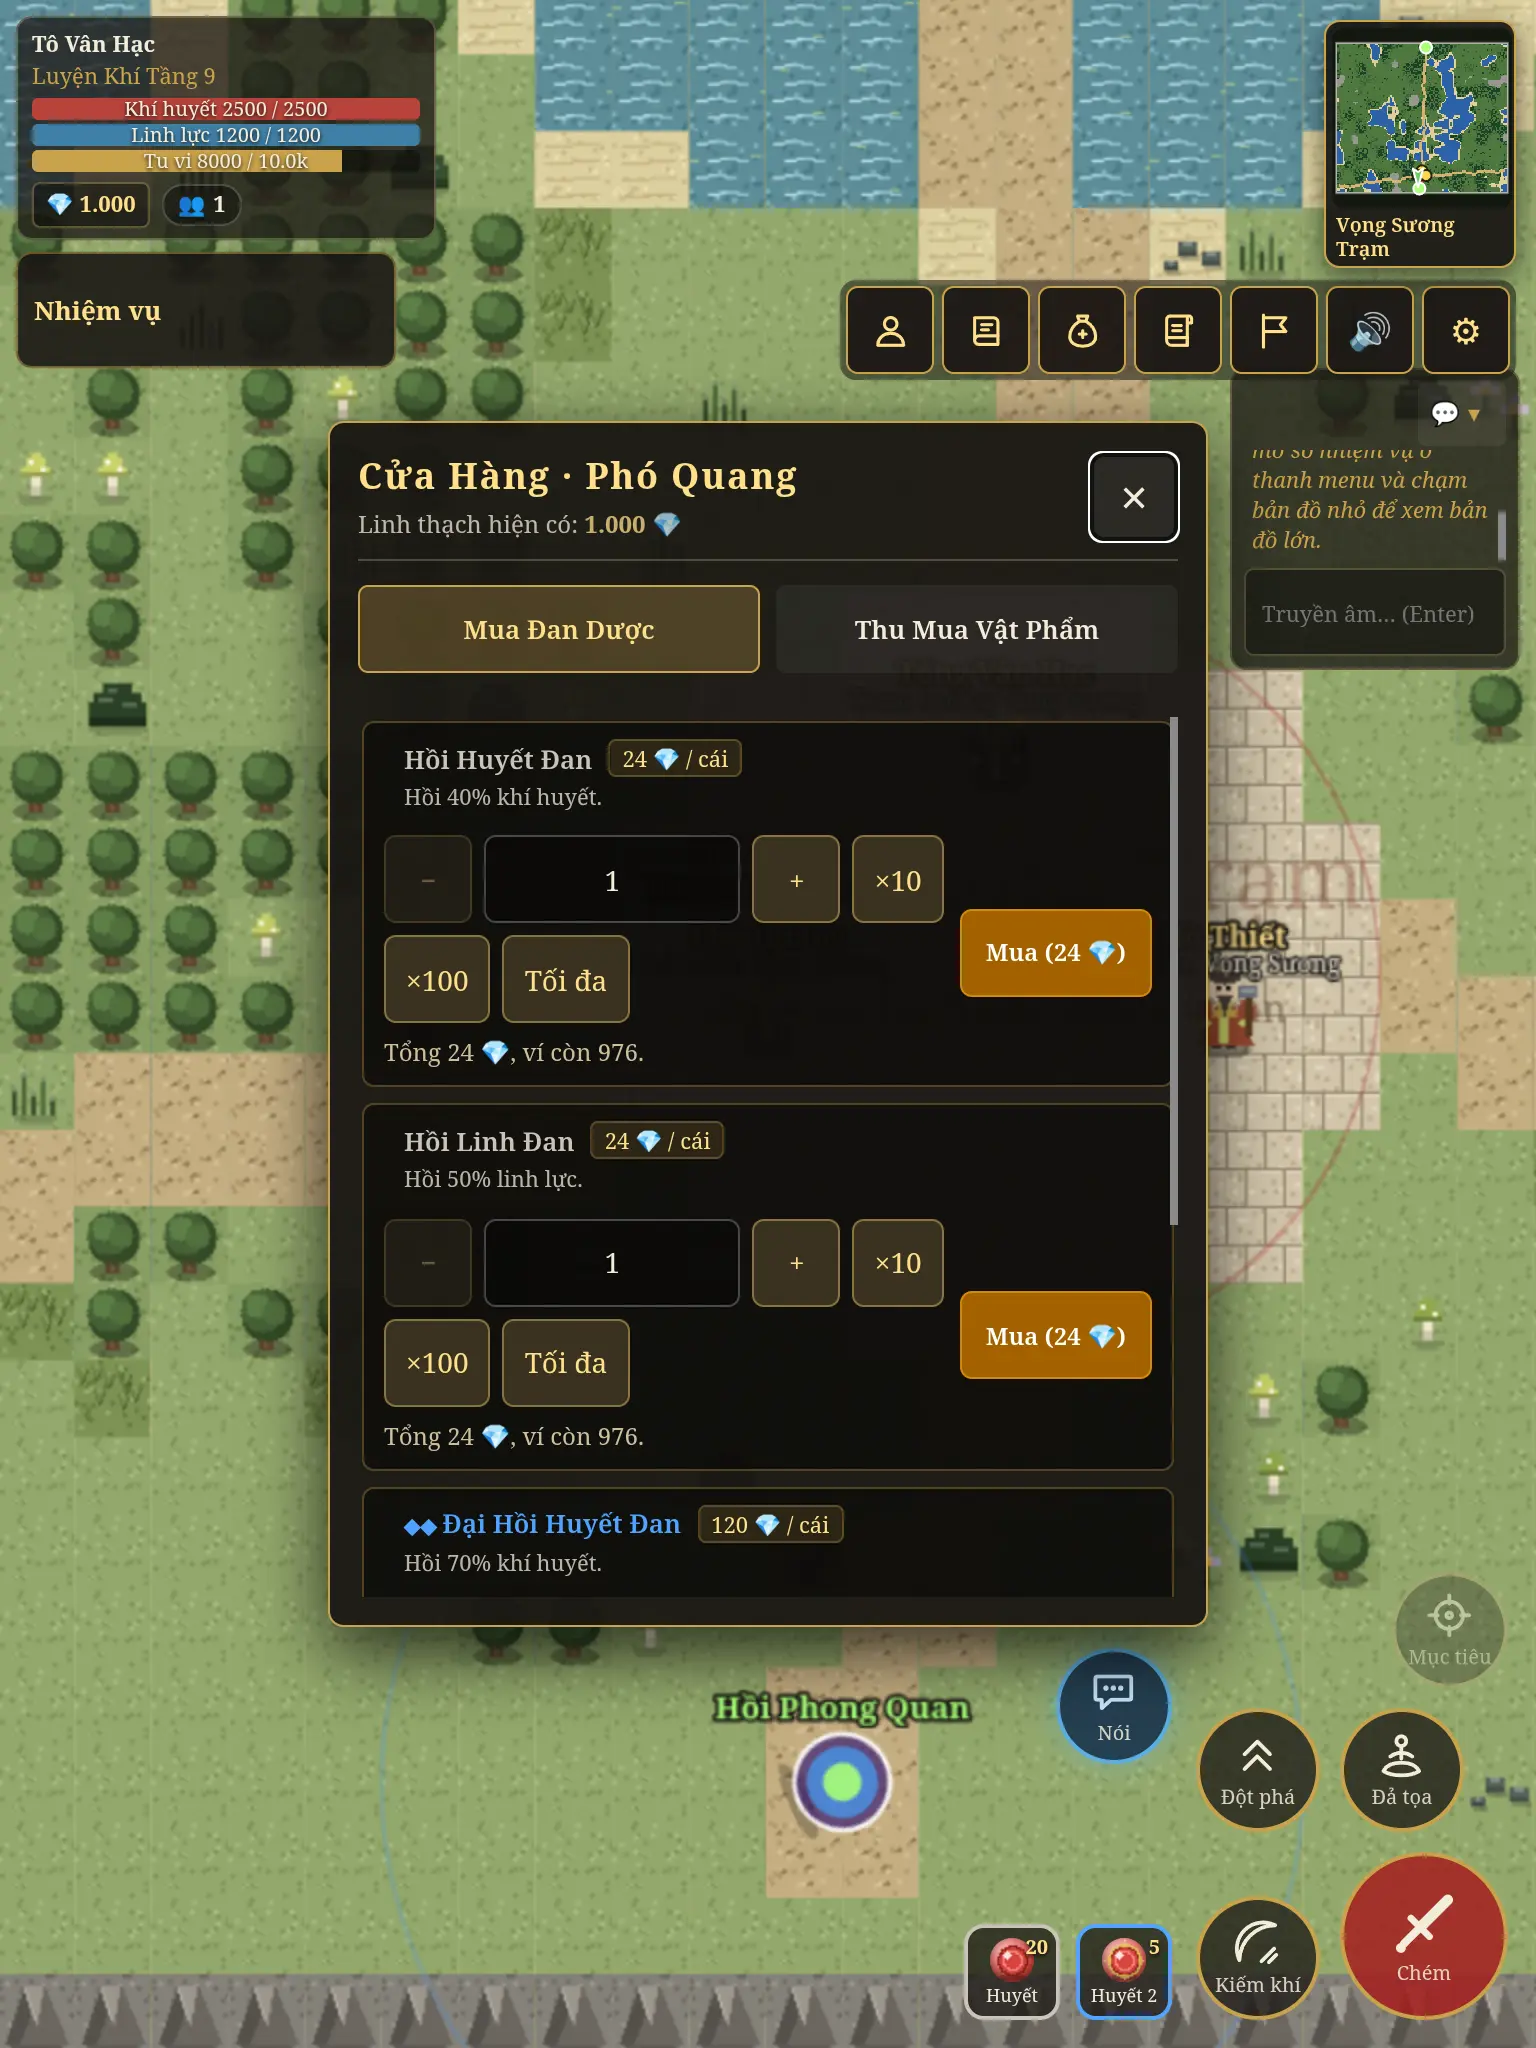 Tô Vân Hạc
Luyện Khí Tầng 9
Khí huyết 2500 / 2500
Linh lực 1200 / 1200
Tu vi 8000 / 10.0k
💎 1.000
👥 1
Nhiệm vụ
Vọng Sương
Trạm
mở sổ nhiệm vụ ở
thanh menu và chạm
bản đồ nhỏ để xem bản
đồ lớn.
Truyền âm... (Enter)
Cửa Hàng · Phó Quang
Linh thạch hiện có: 1.000 💎
×
Mua Đan Dược
Thu Mua Vật Phẩm
Hồi Huyết Đan
24 💎 / cái
Hồi 40% khí huyết.
−
1
+
×10
×100
Tối đa
Mua (24 💎)
Tổng 24 💎, ví còn 976.
Hồi Linh Đan
24 💎 / cái
Hồi 50% linh lực.
−
1
+
×10
×100
Tối đa
Mua (24 💎)
Tổng 24 💎, ví còn 976.
◆◆ Đại Hồi Huyết Đan
120 💎 / cái
Hồi 70% khí huyết.
Thiết
Vọng Sương
Hồi Phong Quan
Nói
Mục tiêu
Đột phá
Đả tọa
20
Huyết
5
Huyết 2
Kiếm khí
Chém